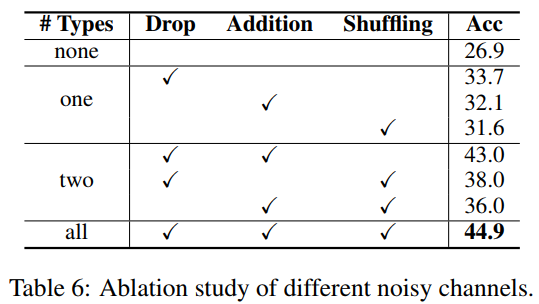 # Types Drop Addition Shuffling Acc
none 26.9
✓ 33.7
one ✓ 32.1
✓ 31.6
✓ ✓ 43.0
two ✓ ✓ 38.0
✓ ✓ 36.0
all ✓ ✓ ✓ 44.9
Table 6: Ablation study of different noisy channels.